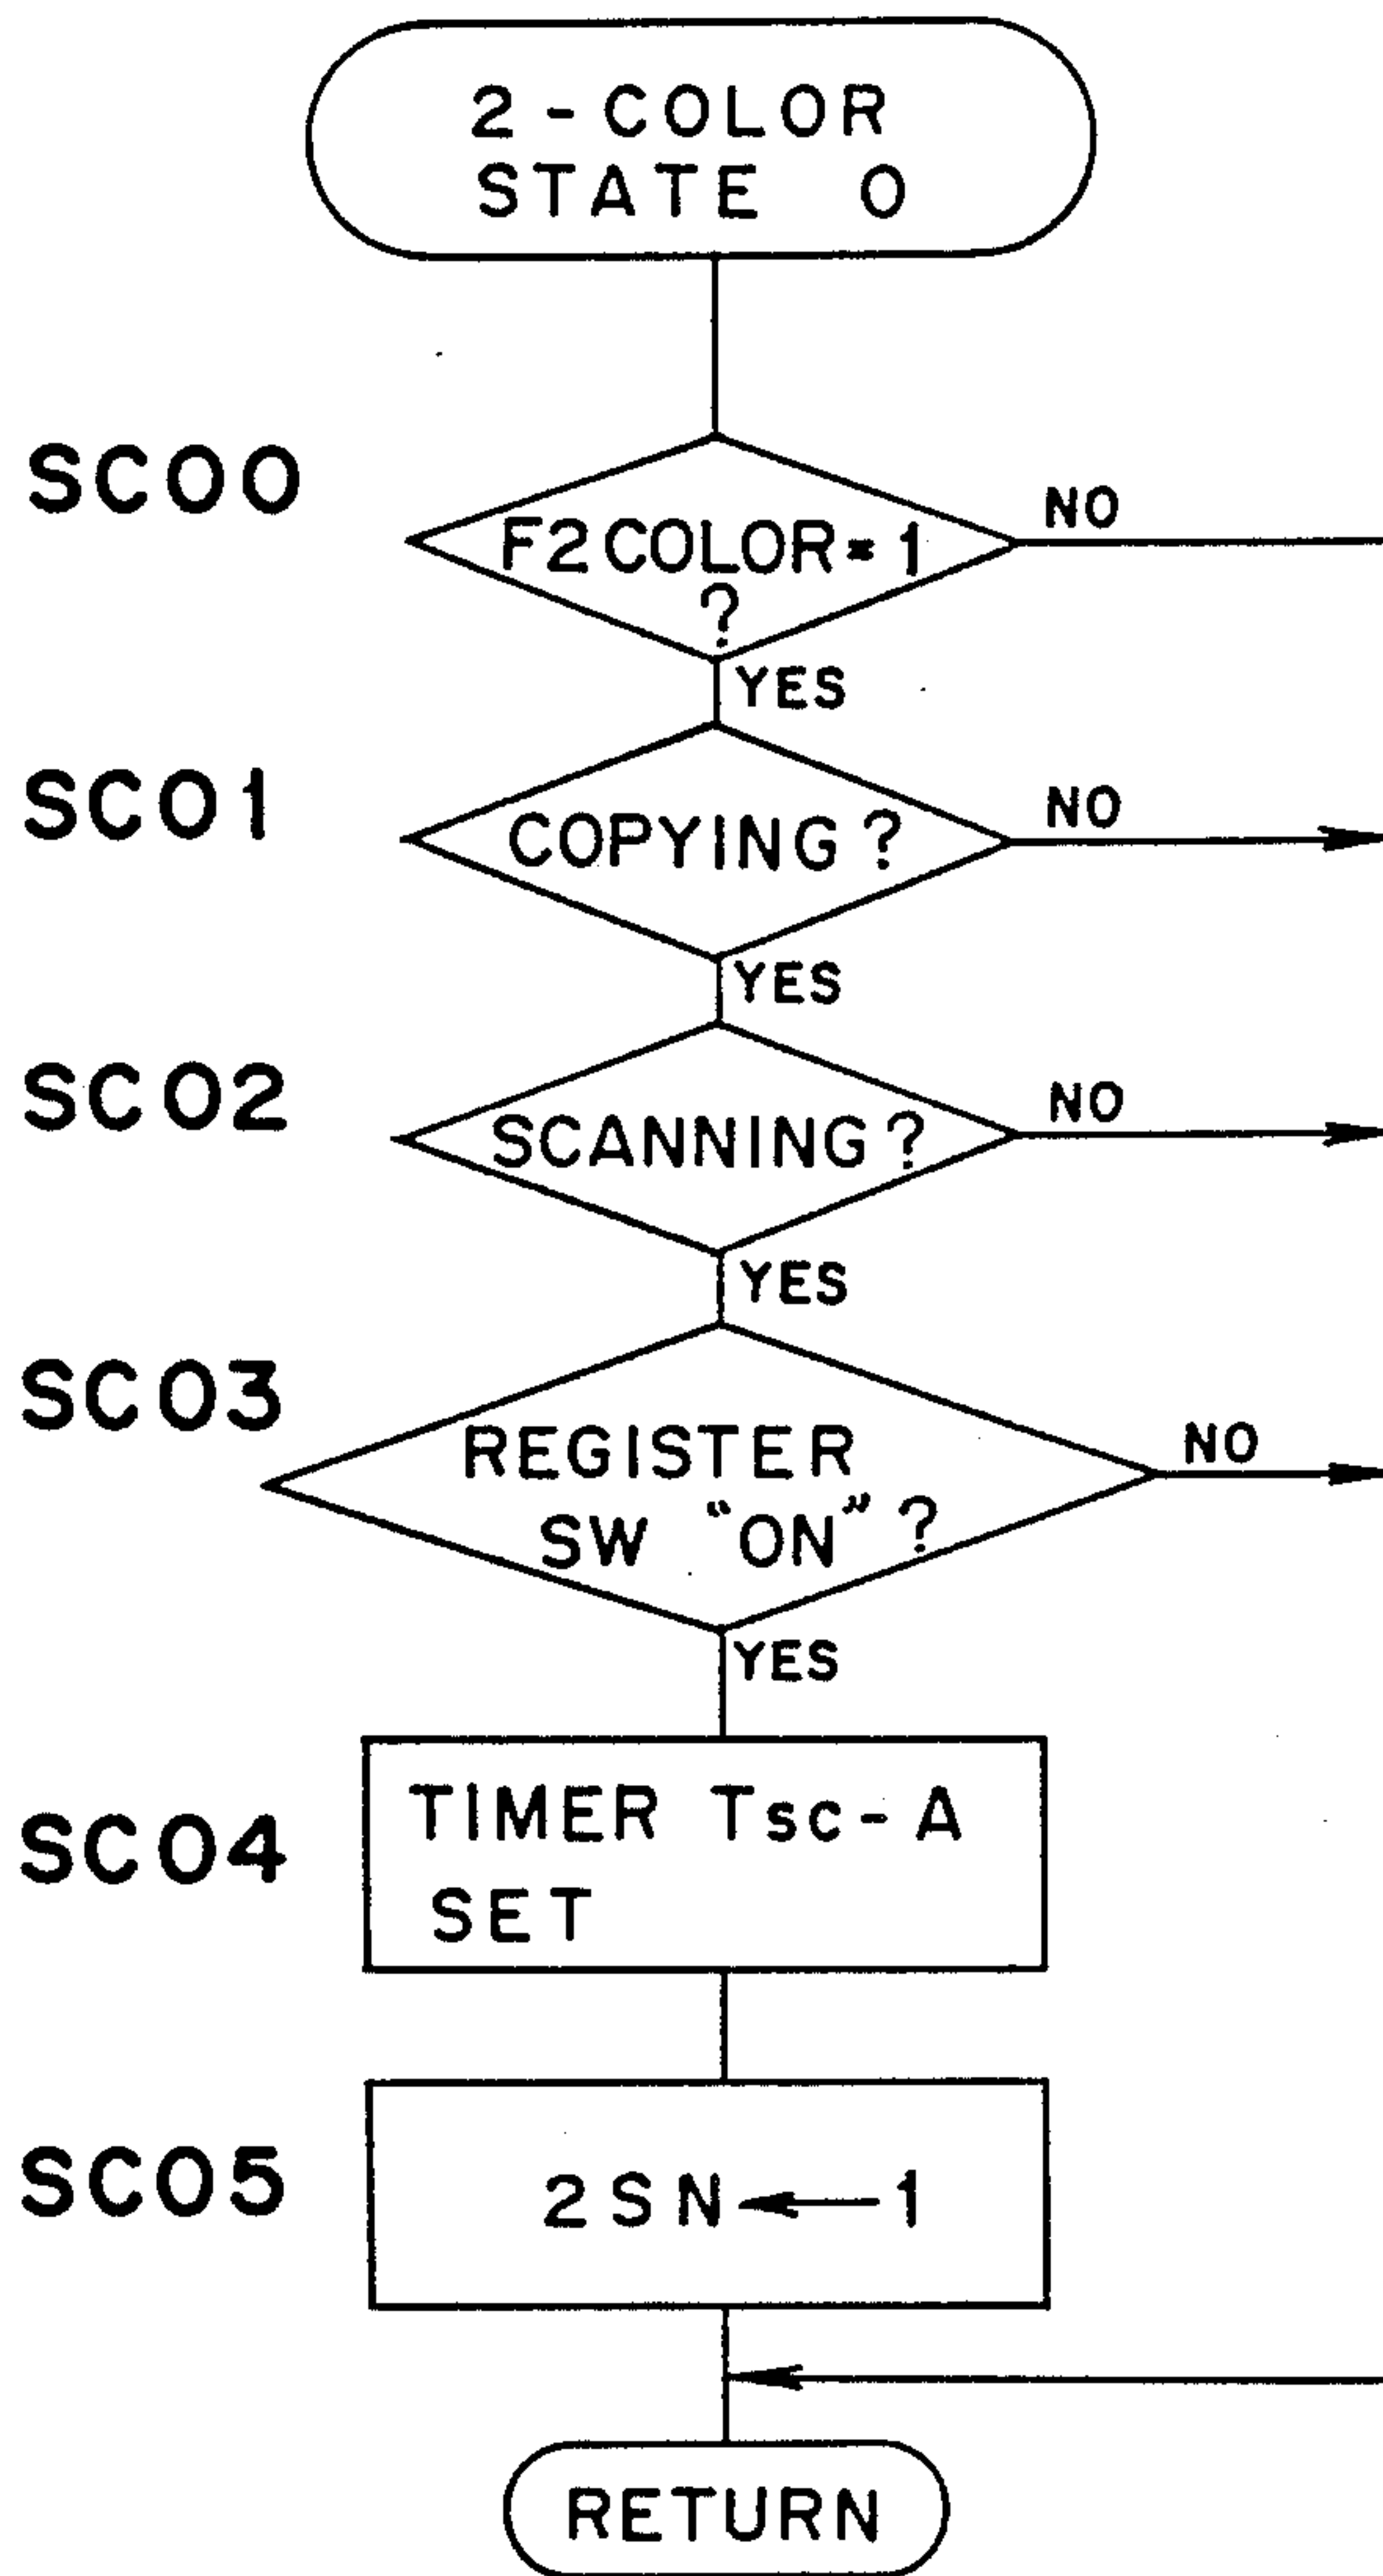 2-COLOR
STATE 0
SC00
F2COLOR=1
?
NO
YES
SC01
COPYING?
NO
YES
SC02
SCANNING?
NO
YES
SC03
REGISTER
SW "ON"?
NO
YES
SC04
TIMER Tsc-A
SET
SC05
2SN←1
RETURN